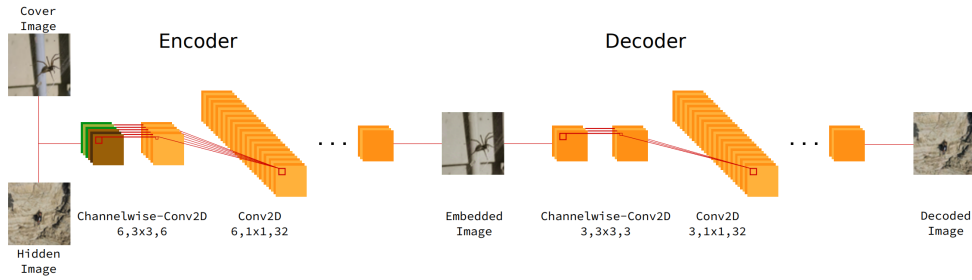 Cover
Image
Encoder
Decoder
Channelwise-Conv2D
6,3x3,6
Conv2D
6,1x1,32
Embedded
Image
Channelwise-Conv2D
3,3x3,3
Conv2D
3,1x1,32
Decoded
Image
Hidden
Image